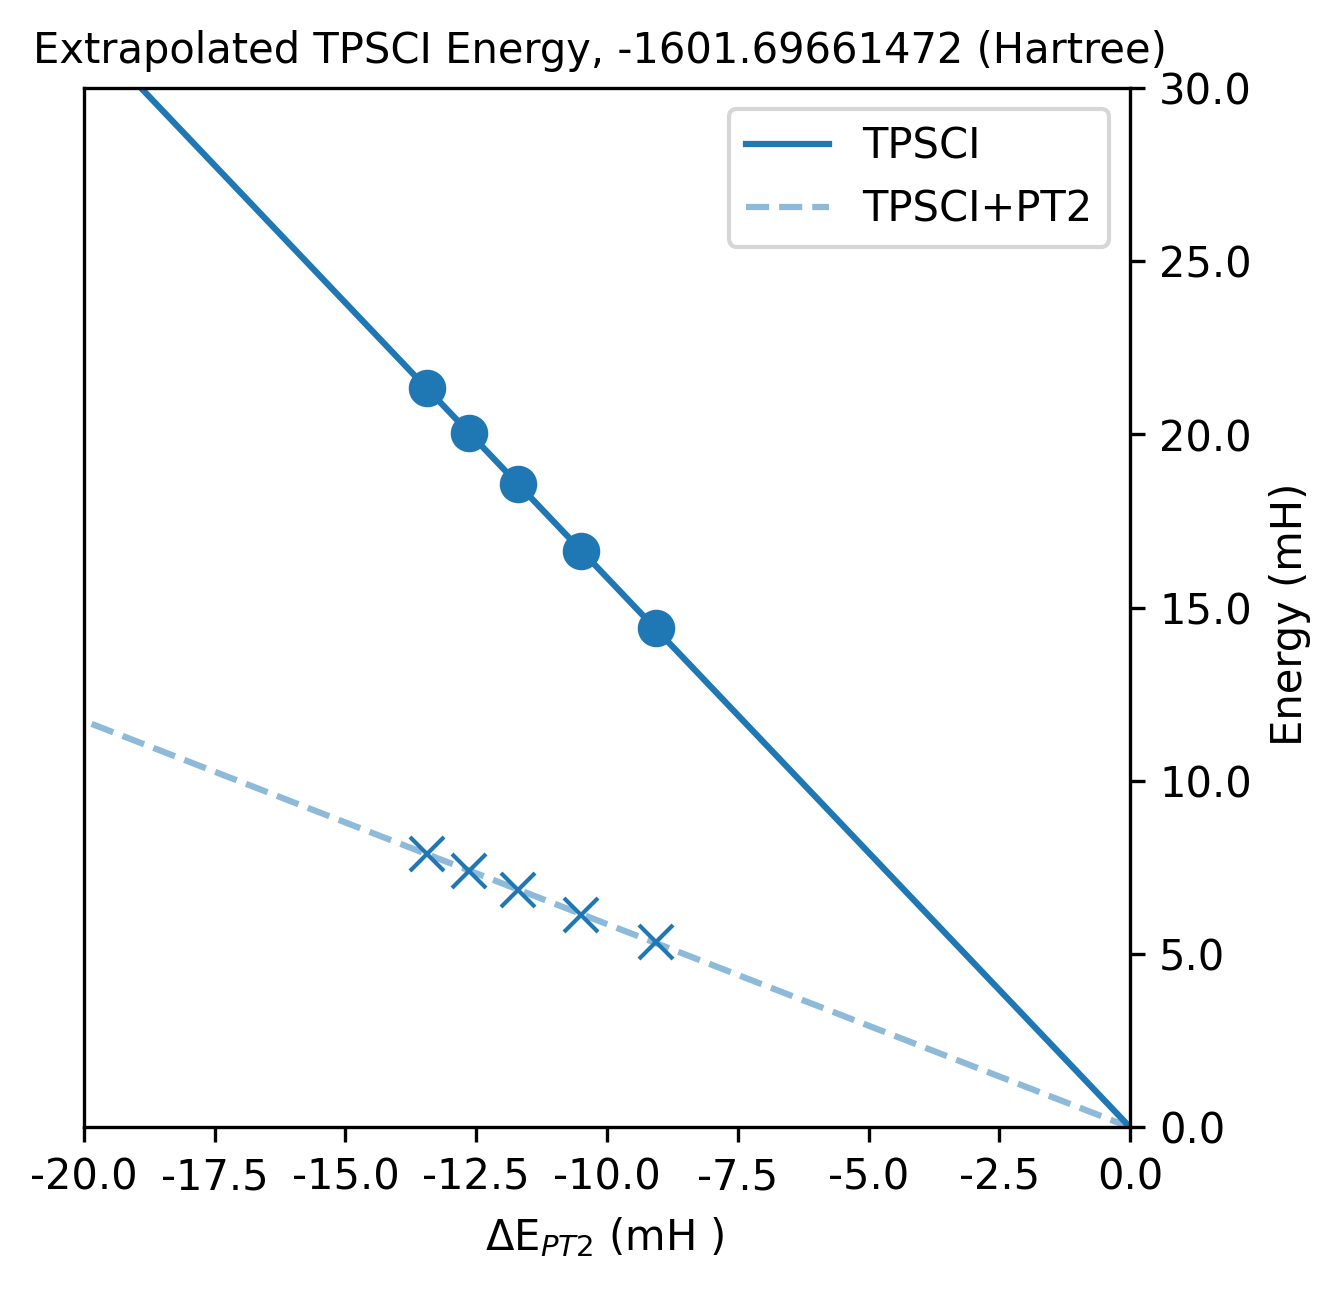 Extrapolated TPSCI Energy, -1601.69661472 (Hartree)
TPSCI
TPSCI+PT2
30.0
25.0
20.0
15.0
10.0
5.0
0.0
Energy (mH)
-20.0 -17.5 -15.0 -12.5 -10.0 -7.5 -5.0 -2.5 0.0
ΔE_PT2 (mH )